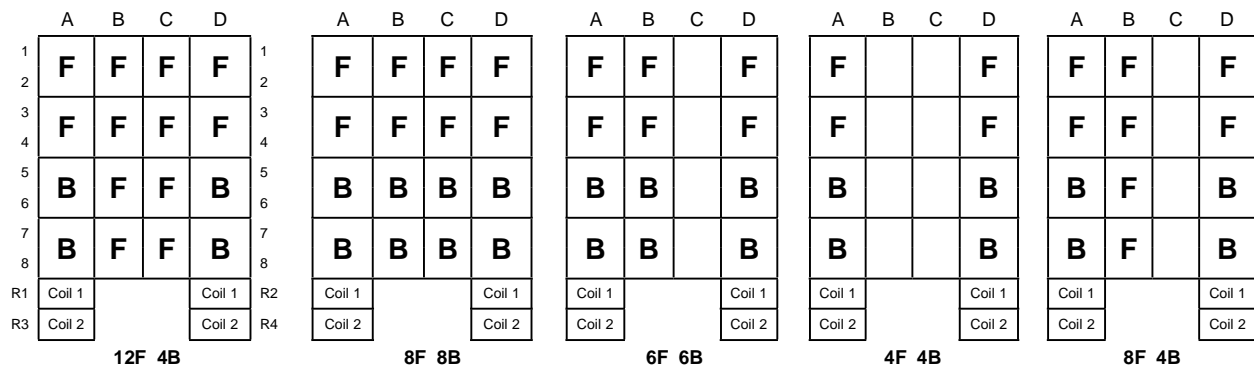 A B C D A B C D A B C D A B C D A B C D
1 1
F F F F F F F F F F F F F F F F
2 2
3 3
F F F F F F F F F F F F F F F F
4 4
5 5
B F F B B B B B B B B B B B F B
6 6
7 7
B F F B B B B B B B B B B B F B
8 8
R1 Coil 1 Coil 1 R2 Coil 1 Coil 1 Coil 1 Coil 1 Coil 1 Coil 1 Coil 1 Coil 1
R3 Coil 2 Coil 2 R4 Coil 2 Coil 2 Coil 2 Coil 2 Coil 2 Coil 2 Coil 2 Coil 2
12F 4B 8F 8B 6F 6B 4F 4B 8F 4B